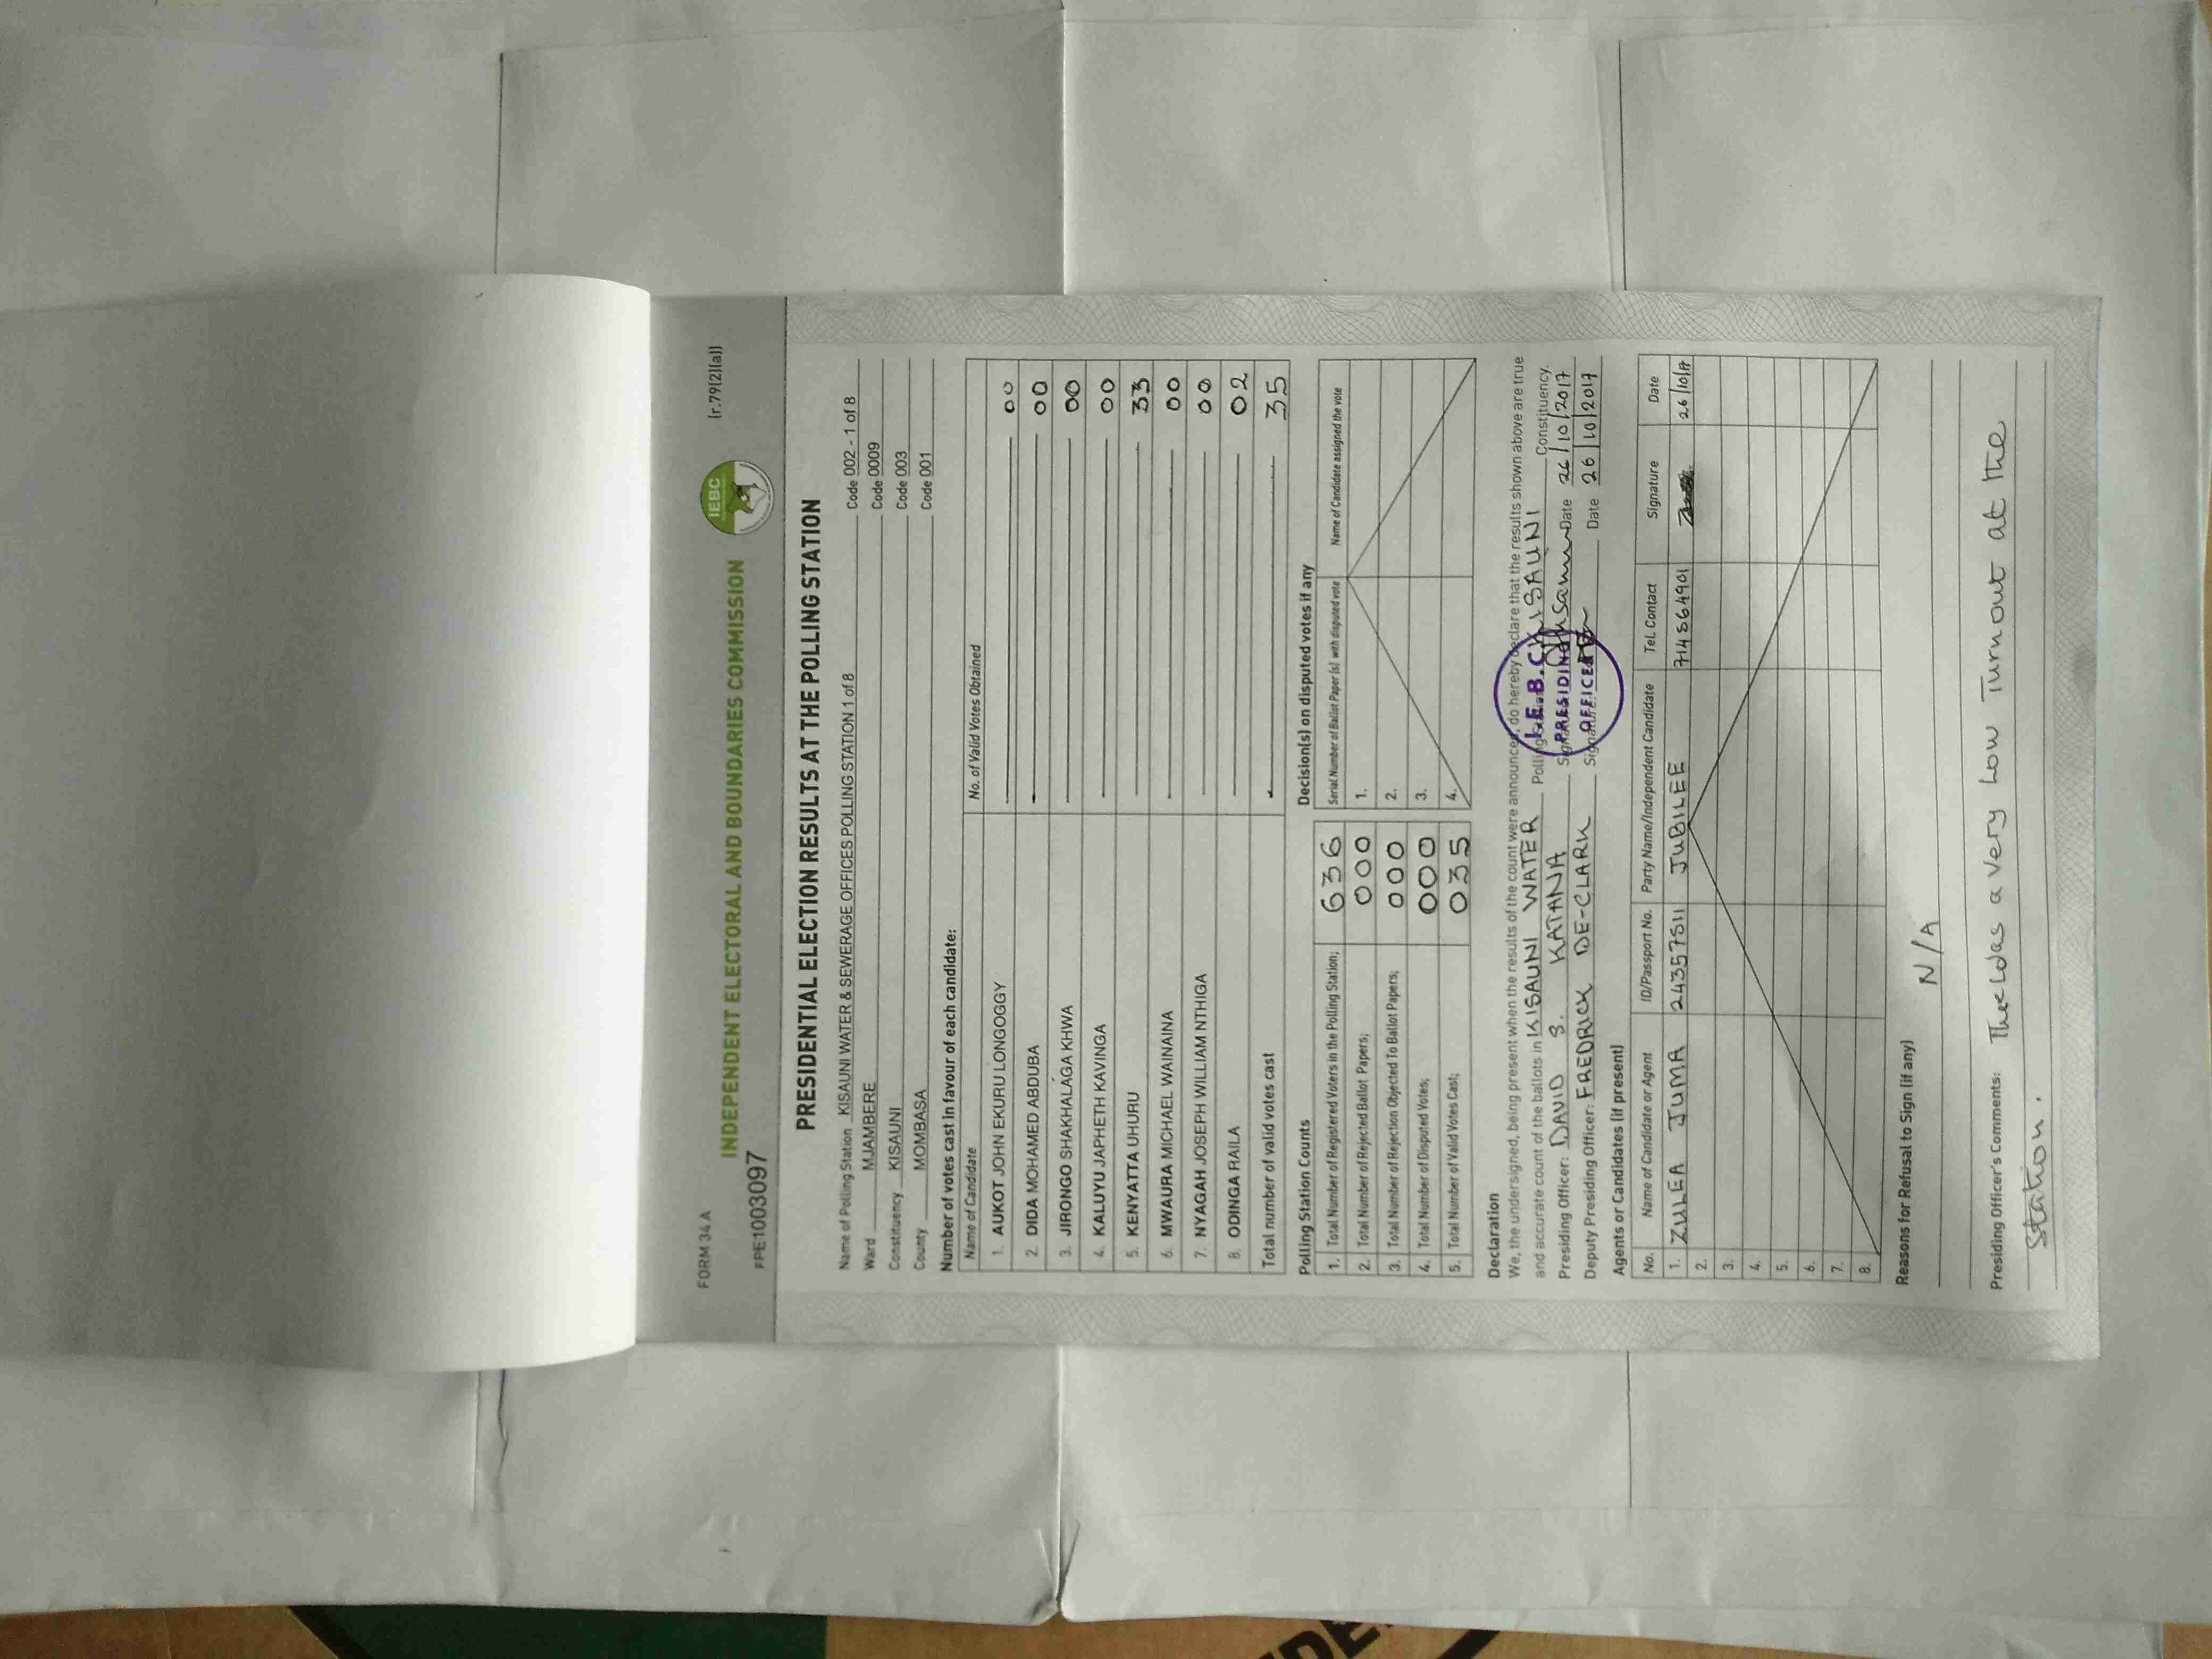 FORM 34 A
(r.79(2)(a))
INDEPENDENT ELECTORAL AND BOUNDARIES COMMISSION
IEBC
FPE1003097
PRESIDENTIAL ELECTION RESULTS AT THE POLLING STATION
Name of Polling Station KISAUNI WATER & SEWERAGE OFFICES POLLING STATION 1 of 8 Code 002 - 1 of 8
Ward MJAMBERE Code 0009
Constituency KISAUNI Code 003
County MOMBASA Code 001
Number of votes cast in favour of each candidate:
Name of Candidate No. of Valid Votes Obtained
1. AUKOT JOHN EKURU LONGOGGY 00
2. DIDA MOHAMED ABDUBA 00
3. JIRONGO SHAKHALAGA KHWA 00
4. KALUYU JAPHETH KAVINGA 00
5. KENYATTA UHURU 33
6. MWAURA MICHAEL WAINAINA 00
7. NYAGAH JOSEPH WILLIAM NTHIGA 00
8. ODINGA RAILA 02
Total number of valid votes cast 35
Polling Station Counts
1. Total Number of Registered Voters in the Polling Station; 636
2. Total Number of Rejected Ballot Papers; 000
3. Total Number of Rejection Objected To Ballot Papers; 000
4. Total Number of Disputed Votes; 000
5. Total Number of Valid Votes Cast; 035
Decision(s) on disputed votes if any
Serial Number of Ballot Paper (s) with disputed vote Name of Candidate assigned the vote
1.
2.
3.
4.
Declaration
We, the undersigned, being present when the results of the count were announced, do hereby declare that the results shown above are true
and accurate count of the ballots in KISAUNI WATER Polling KISAUNI Constituency.
Presiding Officer: DAVID S. KATANA Date 26/10/2017
Deputy Presiding Officer: FREDRICK DE-CLARK Signature: Date 26/10/2017
I.E.B.C
PRESIDING
OFFICER
Agents or Candidates (if present)
No. Name of Candidate or Agent ID/Passport No. Party Name/Independent Candidate Tel. Contact Signature Date
1. ZULEA JUMA 24357511 JUBILEE 714564901 26/10/17
2.
3.
4.
5.
6.
7.
8.
Reasons for Refusal to Sign (if any)
N/A
Presiding Officer's Comments: There was a very Low Turnout at the
Station.